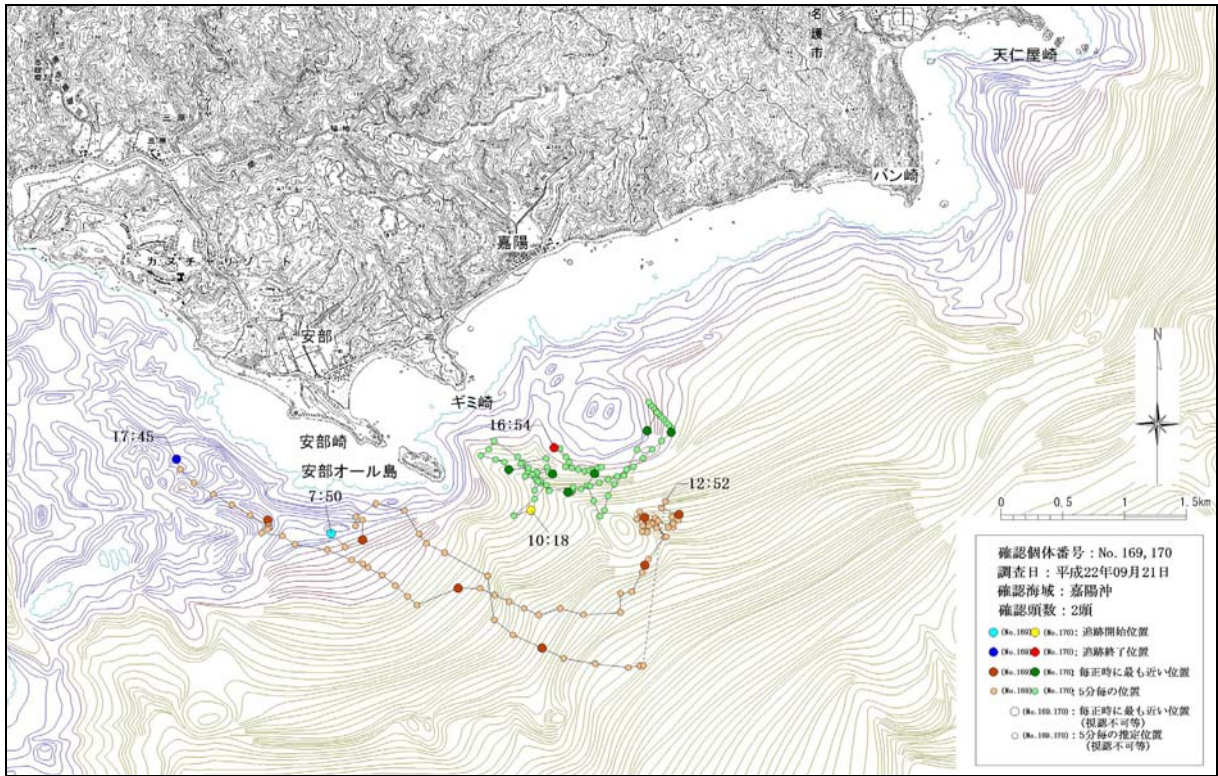 名護市
天仁屋崎
バン崎
三原
福地
嘉陽
カヌチャリゾート
安部
ギミ崎
16:54
17:45
安部崎
安部オール島
7:50
12:52
10:18
N
0 0.5 1 1.5km
確認個体番号:No. 169, 170
調査日:平成22年09月21日
確認海域:嘉陽沖
確認頭数:2頭
(No.169) (No.170):追跡開始位置
(No.169) (No.170):追跡終了位置
(No.169) (No.170):毎正時に最も近い位置
(No.169) (No.170):5分毎の位置
(No.169.170):毎正時に最も近い位置
(視認不可等)
(No.169.170):5分毎の推定位置
(視認不可等)